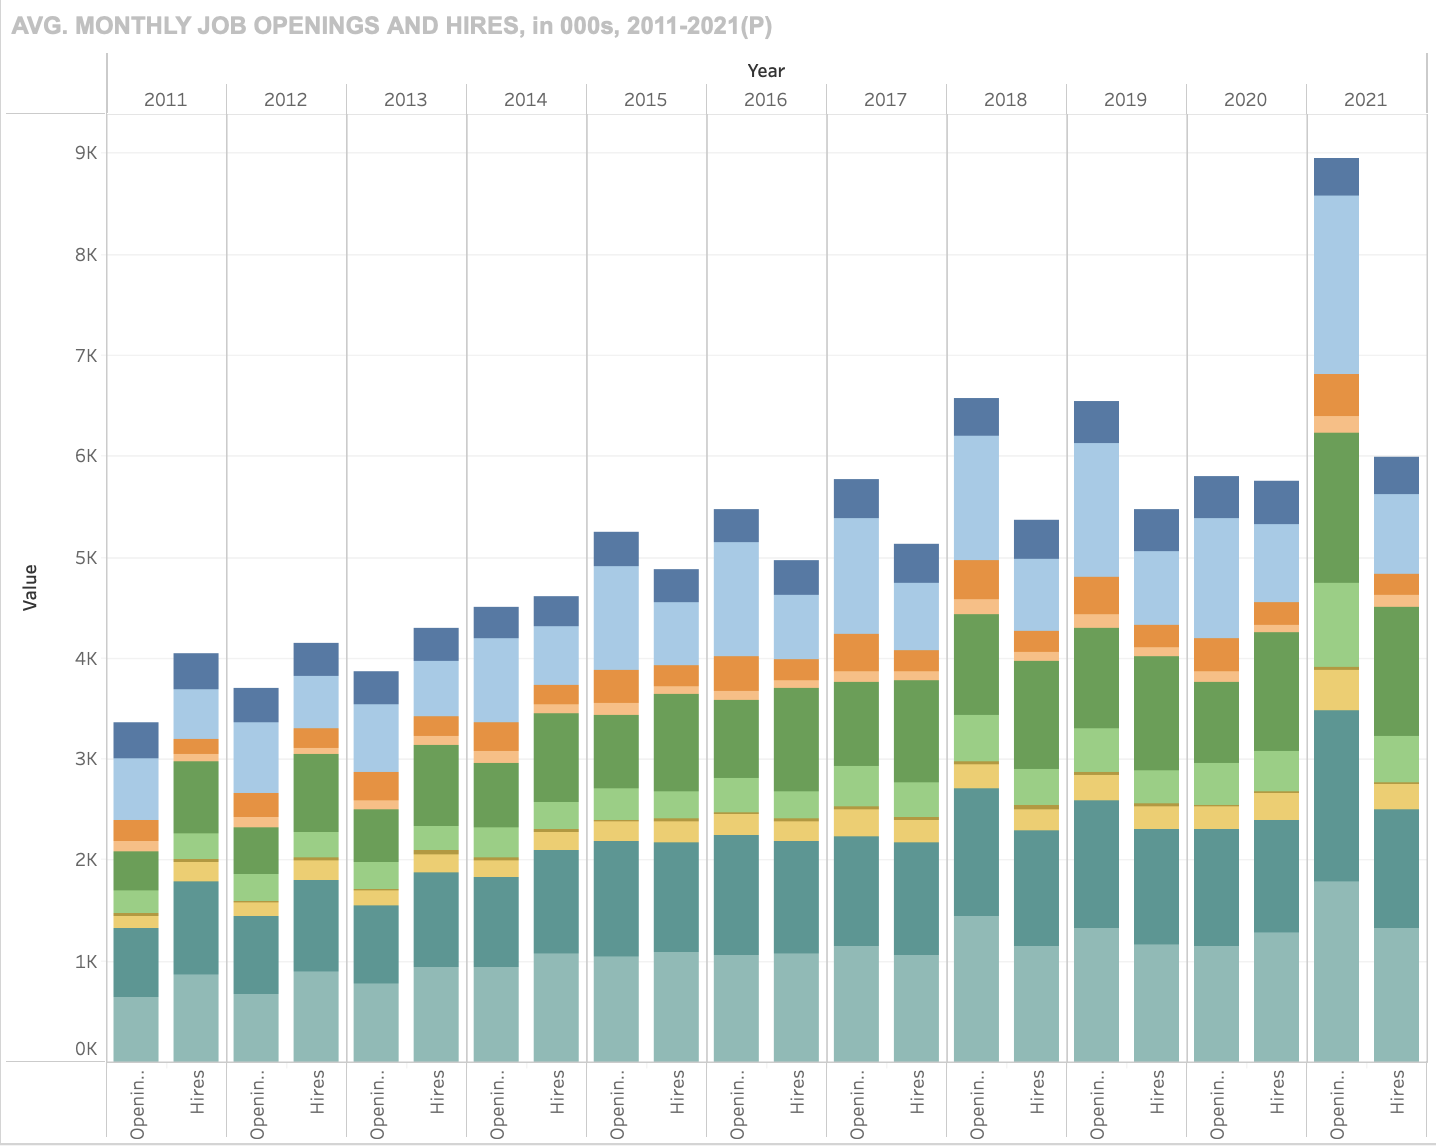 AVG. MONTHLY JOB OPENINGS AND HIRES, in 000s, 2011-2021(P)
Year
2011 2012 2013 2014 2015 2016 2017 2018 2019 2020 2021
9K
8K
7K
6K
5K
4K
3K
2K
1K
0K
Value
Openin.. Hires Openin.. Hires Openin.. Hires Openin.. Hires Openin.. Hires Openin.. Hires Openin.. Hires Openin.. Hires Openin.. Hires Openin.. Hires Openin.. Hires